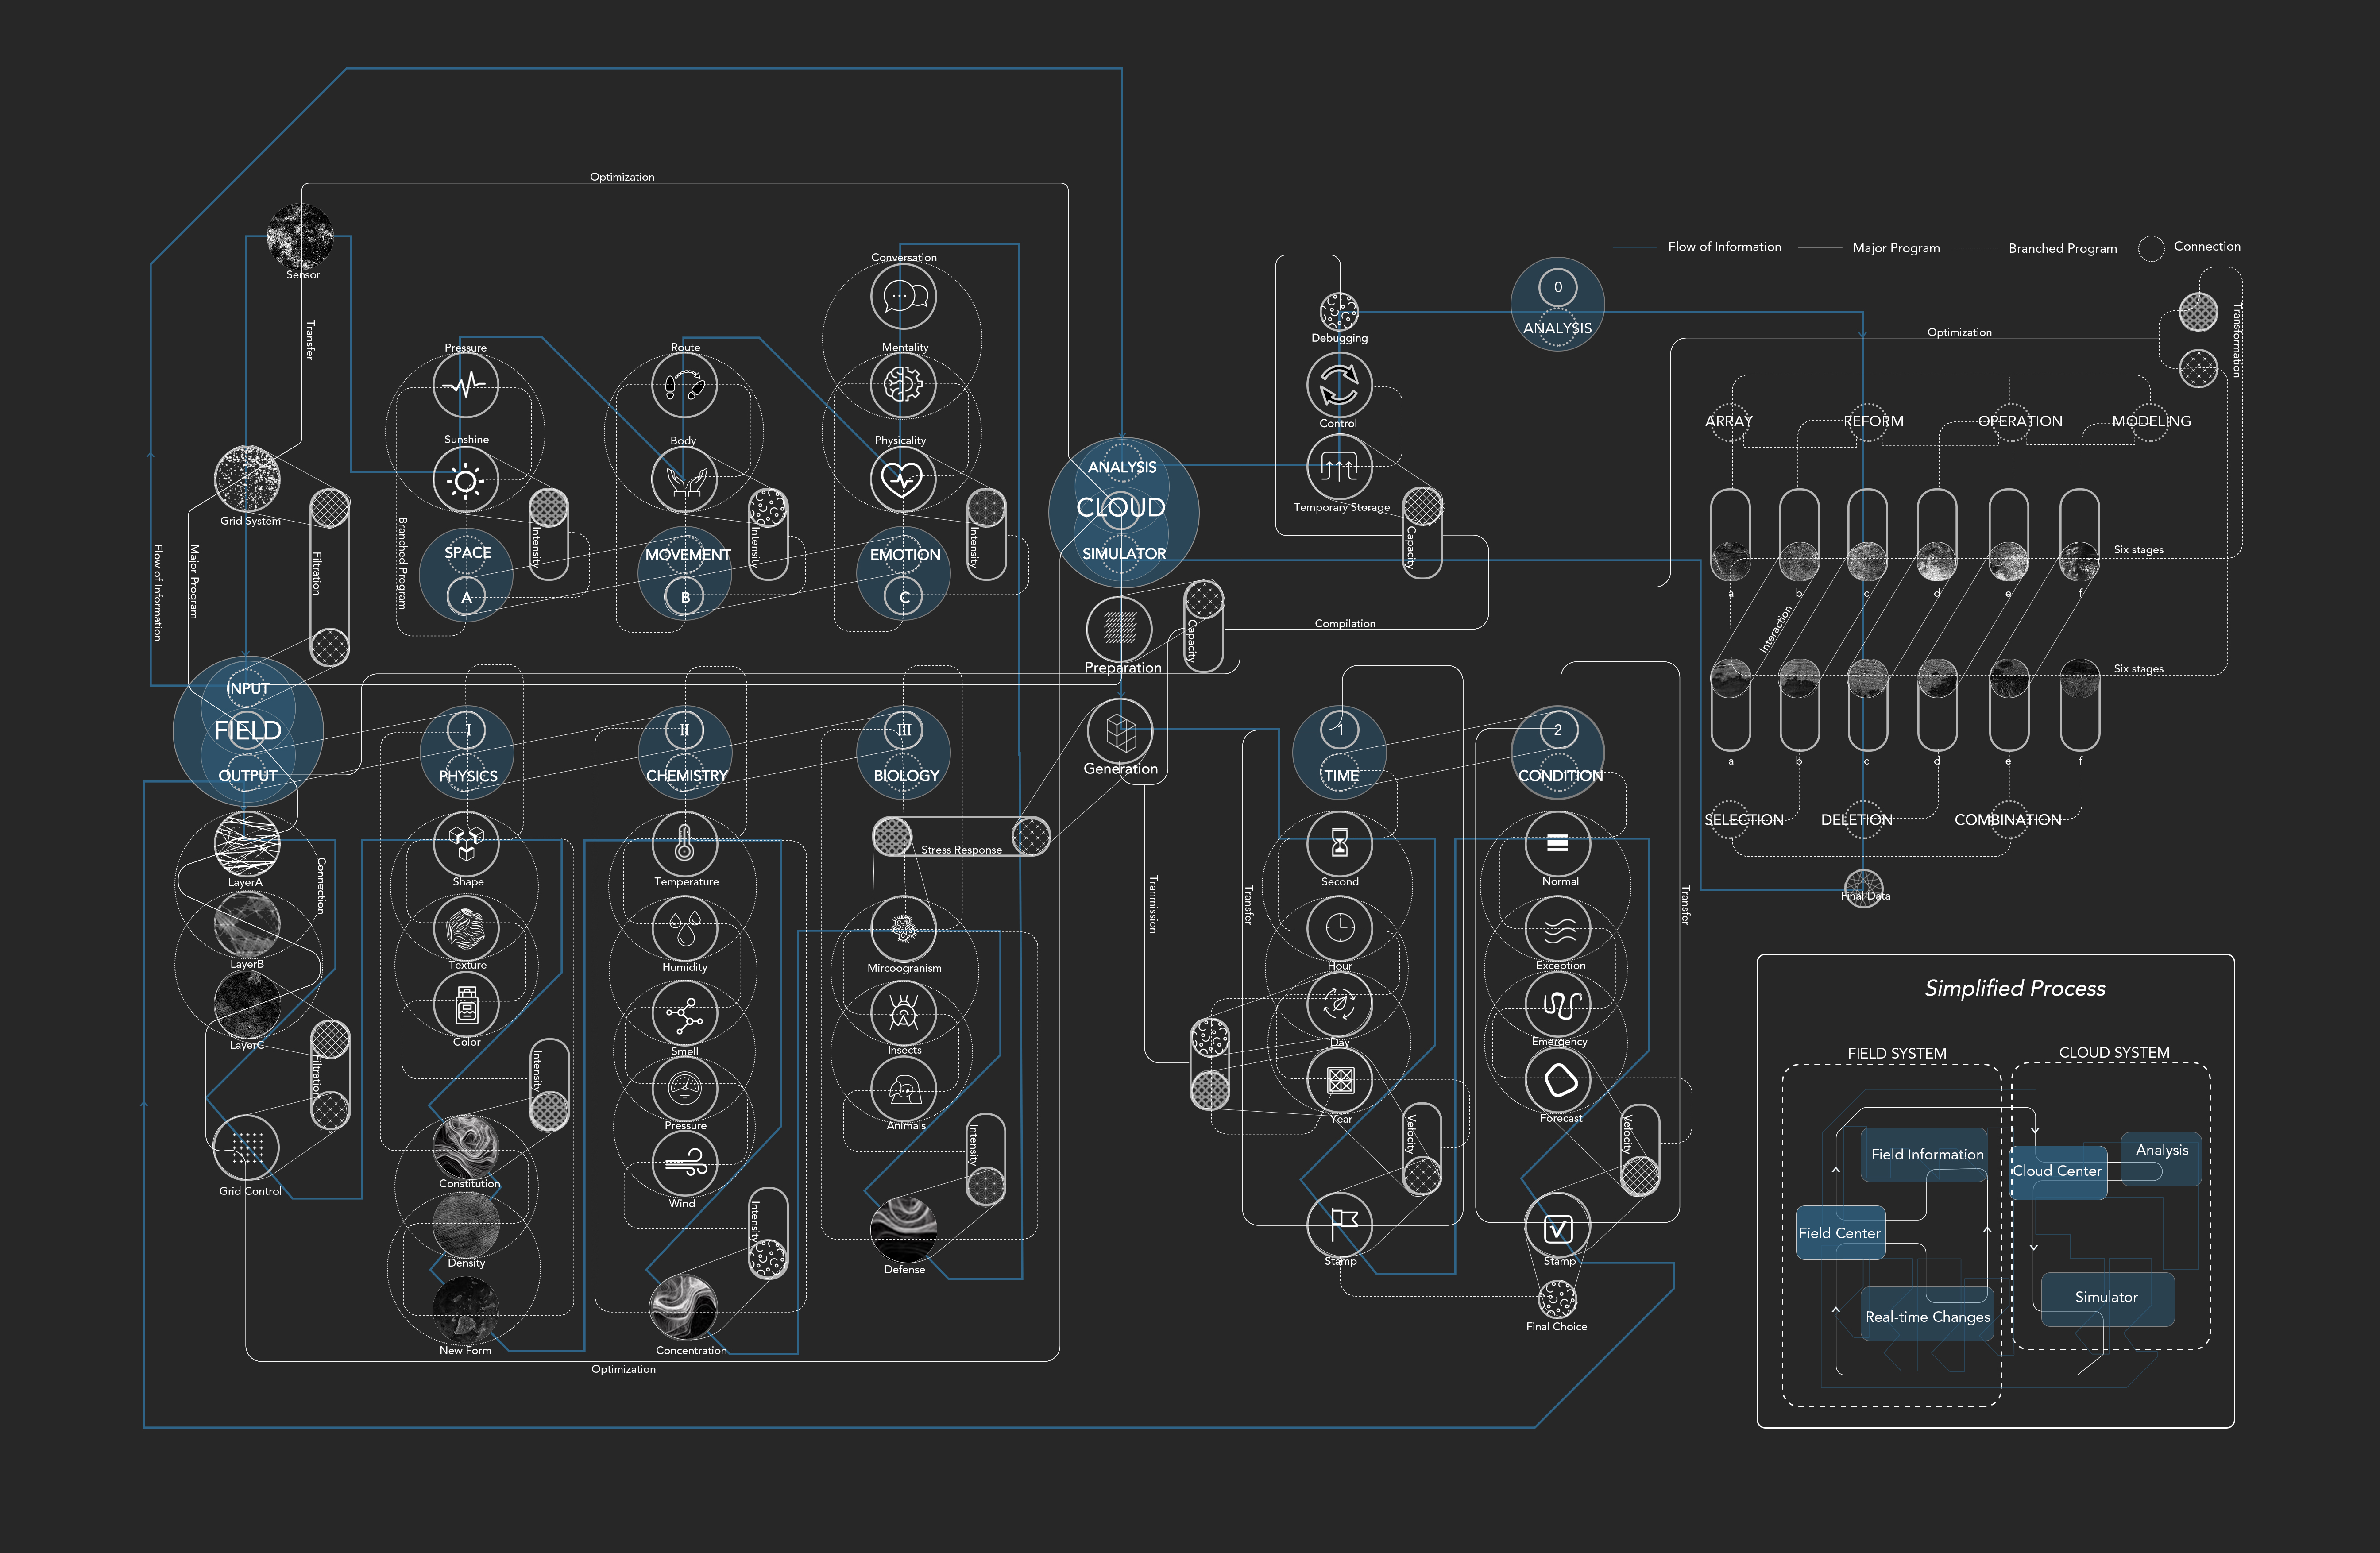 Optimization
Sensor
Transfer
Grid System
Flow of Information
Major Program
Filtration
Pressure
Sunshine
Branched Program
Intensity
SPACE
A
Route
Body
Intensity
MOVEMENT
B
Conversation
Mentality
Physicality
Intensity
EMOTION
C
ANALYSIS
CLOUD
SIMULATOR
Preparation
Capacity
Generation
Debugging
Control
Temporary Storage
Capacity
Compilation
0
ANALYSIS
Flow of Information
Major Program
Branched Program
Connection
Optimization
Transformation
ARRAY
REFORM
OPERATION
MODELING
Six stages
a
b
c
d
e
f
Interaction
Six stages
a
b
c
d
e
f
SELECTION
DELETION
COMBINATION
Final Data
INPUT
FIELD
OUTPUT
LayerA
Connection
LayerB
LayerC
Filtration
Grid Control
I
PHYSICS
Shape
Texture
Color
Intensity
Constitution
Density
New Form
II
CHEMISTRY
Temperature
Humidity
Smell
Pressure
Wind
Intensity
Concentration
III
BIOLOGY
Stress Response
Mircoogranism
Insects
Animals
Intensity
Defense
Optimization
Transmission
Transfer
1
TIME
Second
Hour
Day
Year
Velocity
Stamp
2
CONDITION
Transfer
Normal
Exception
Emergency
Forecast
Velocity
Stamp
Final Choice
Simplified Process
FIELD SYSTEM
CLOUD SYSTEM
Field Information
Analysis
Cloud Center
Field Center
Simulator
Real-time Changes